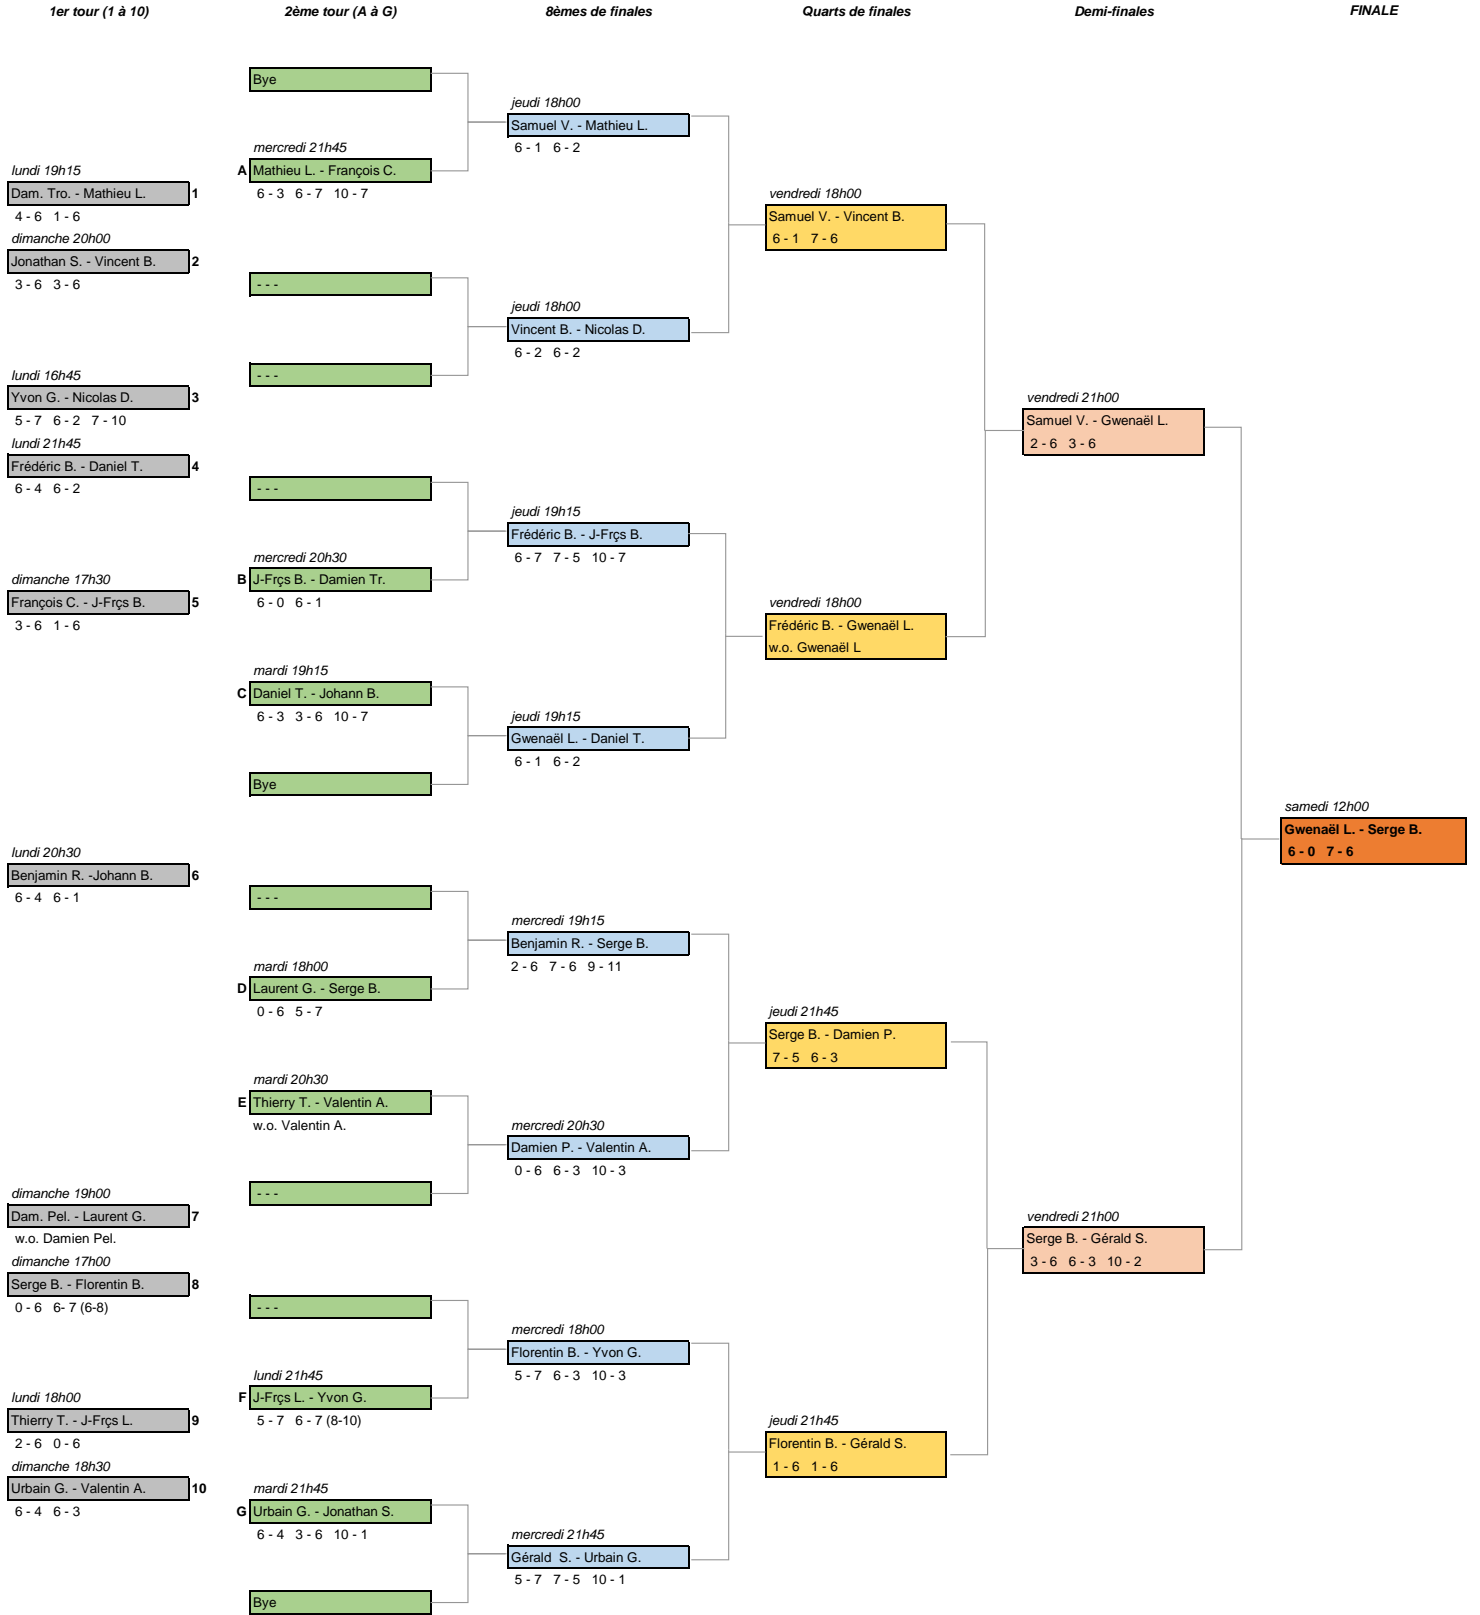 1er tour (1 à 10)
2ème tour (A à G)
8èmes de finales
Quarts de finales
Demi-finales
FINALE
lundi 19h15
Dam. Tro. - Mathieu L. 1
4 - 6 1 - 6
dimanche 20h00
Jonathan S. - Vincent B. 2
3 - 6 3 - 6
lundi 16h45
Yvon G. - Nicolas D. 3
5 - 7 6 - 2 7 - 10
lundi 21h45
Frédéric B. - Daniel T. 4
6 - 4 6 - 2
dimanche 17h30
François C. - J-Frçs B. 5
3 - 6 1 - 6
lundi 20h30
Benjamin R. -Johann B. 6
6 - 4 6 - 1
dimanche 19h00
Dam. Pel. - Laurent G. 7
w.o. Damien Pel.
dimanche 17h00
Serge B. - Florentin B. 8
0 - 6 6- 7 (6-8)
lundi 18h00
Thierry T. - J-Frçs L. 9
2 - 6 0 - 6
dimanche 18h30
Urbain G. - Valentin A. 10
6 - 4 6 - 3
Bye
mercredi 21h45
A Mathieu L. - François C.
6 - 3 6 - 7 10 - 7
- - -
- - -
- - -
mercredi 20h30
B J-Frçs B. - Damien Tr.
6 - 0 6 - 1
mardi 19h15
C Daniel T. - Johann B.
6 - 3 3 - 6 10 - 7
Bye
- - -
mardi 18h00
D Laurent G. - Serge B.
0 - 6 5 - 7
mardi 20h30
E Thierry T. - Valentin A.
w.o. Valentin A.
- - -
- - -
lundi 21h45
F J-Frçs L. - Yvon G.
5 - 7 6 - 7 (8-10)
mardi 21h45
G Urbain G. - Jonathan S.
6 - 4 3 - 6 10 - 1
Bye
jeudi 18h00
Samuel V. - Mathieu L.
6 - 1 6 - 2
jeudi 18h00
Vincent B. - Nicolas D.
6 - 2 6 - 2
jeudi 19h15
Frédéric B. - J-Frçs B.
6 - 7 7 - 5 10 - 7
jeudi 19h15
Gwenaël L. - Daniel T.
6 - 1 6 - 2
mercredi 19h15
Benjamin R. - Serge B.
2 - 6 7 - 6 9 - 11
mercredi 20h30
Damien P. - Valentin A.
0 - 6 6 - 3 10 - 3
mercredi 18h00
Florentin B. - Yvon G.
5 - 7 6 - 3 10 - 3
mercredi 21h45
Gérald S. - Urbain G.
5 - 7 7 - 5 10 - 1
vendredi 18h00
Samuel V. - Vincent B.
6 - 1 7 - 6
vendredi 18h00
Frédéric B. - Gwenaël L.
w.o. Gwenaël L
jeudi 21h45
Serge B. - Damien P.
7 - 5 6 - 3
jeudi 21h45
Florentin B. - Gérald S.
1 - 6 1 - 6
vendredi 21h00
Samuel V. - Gwenaël L.
2 - 6 3 - 6
vendredi 21h00
Serge B. - Gérald S.
3 - 6 6 - 3 10 - 2
samedi 12h00
Gwenaël L. - Serge B.
6 - 0 7 - 6